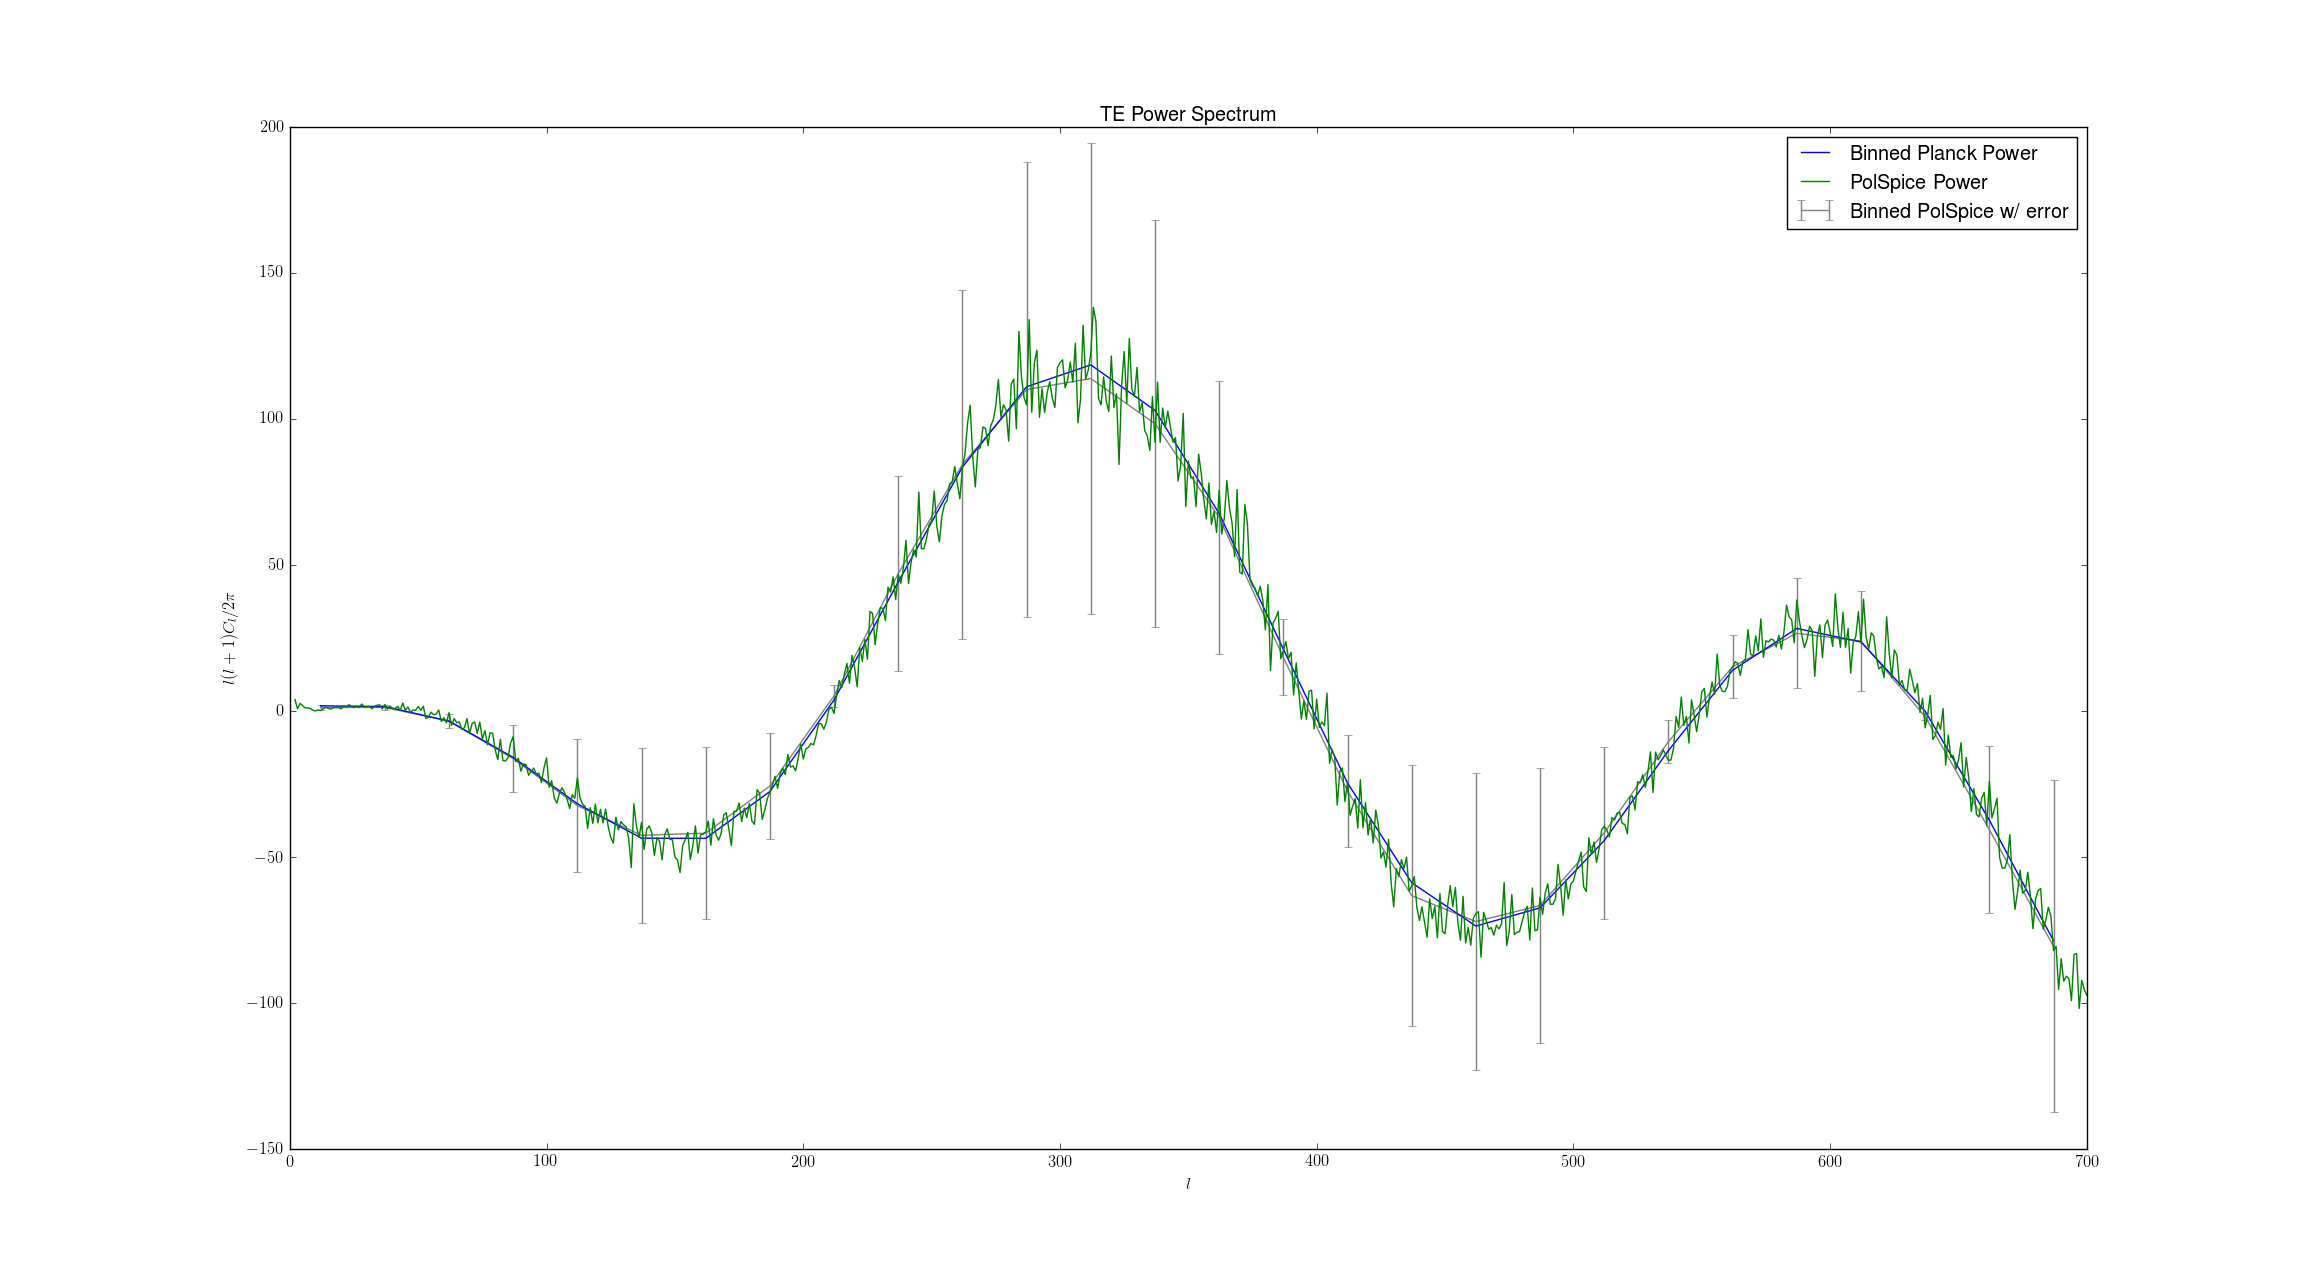 TE Power Spectrum
200
150
100
50
0
−50
−100
−150
l(l + 1)C_l/2π
Binned Planck Power
PolSpice Power
Binned PolSpice w/ error
0 100 200 300 400 500 600 700
l